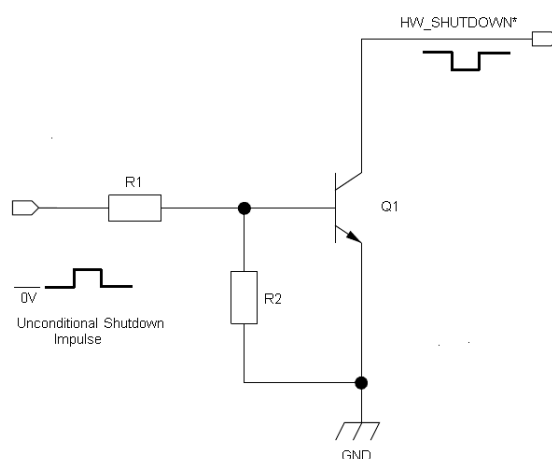 HW_SHUTDOWN*
R1
Q1
R2
0V
Unconditional Shutdown
Impulse
GND